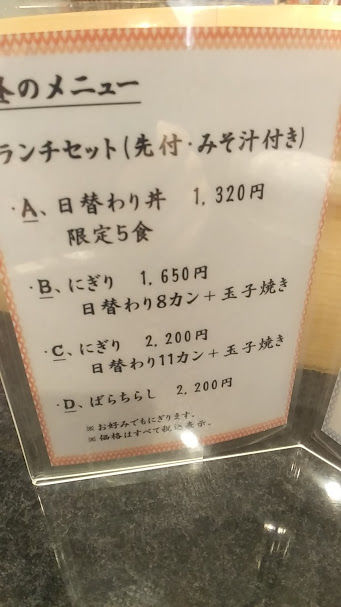 のメニュー
ランチセット(先付・みそ汁付き)
・A、日替わり丼 1,320円
限定5食
・B、にぎり 1,650円
日替わり8カン+玉子焼き
・C、にぎり 2,200円
日替わり11カン+玉子焼き
・D、ばらちらし 2,200円
※お好みでもにぎります。
※価格はすべて税込表示。